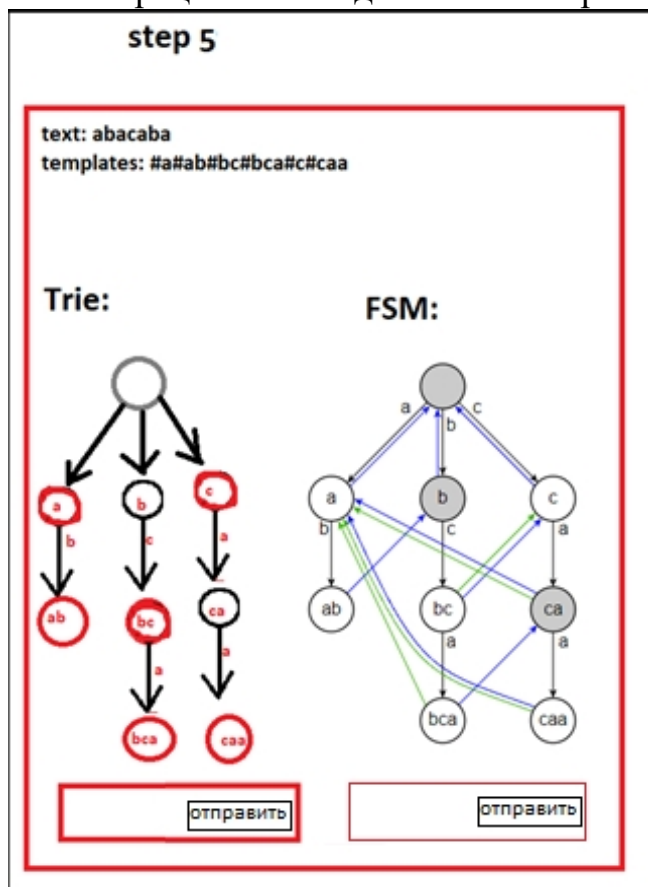 step 5
text: abacaba
templates: #a#ab#bc#bca#c#caa
Trie:
FSM:
a
b
c
b
c
a
ab
bc
ca
a
a
bca
caa
a
b
c
a
b
c
b
c
a
ab
bc
ca
a
a
bca
caa
отправить
отправить